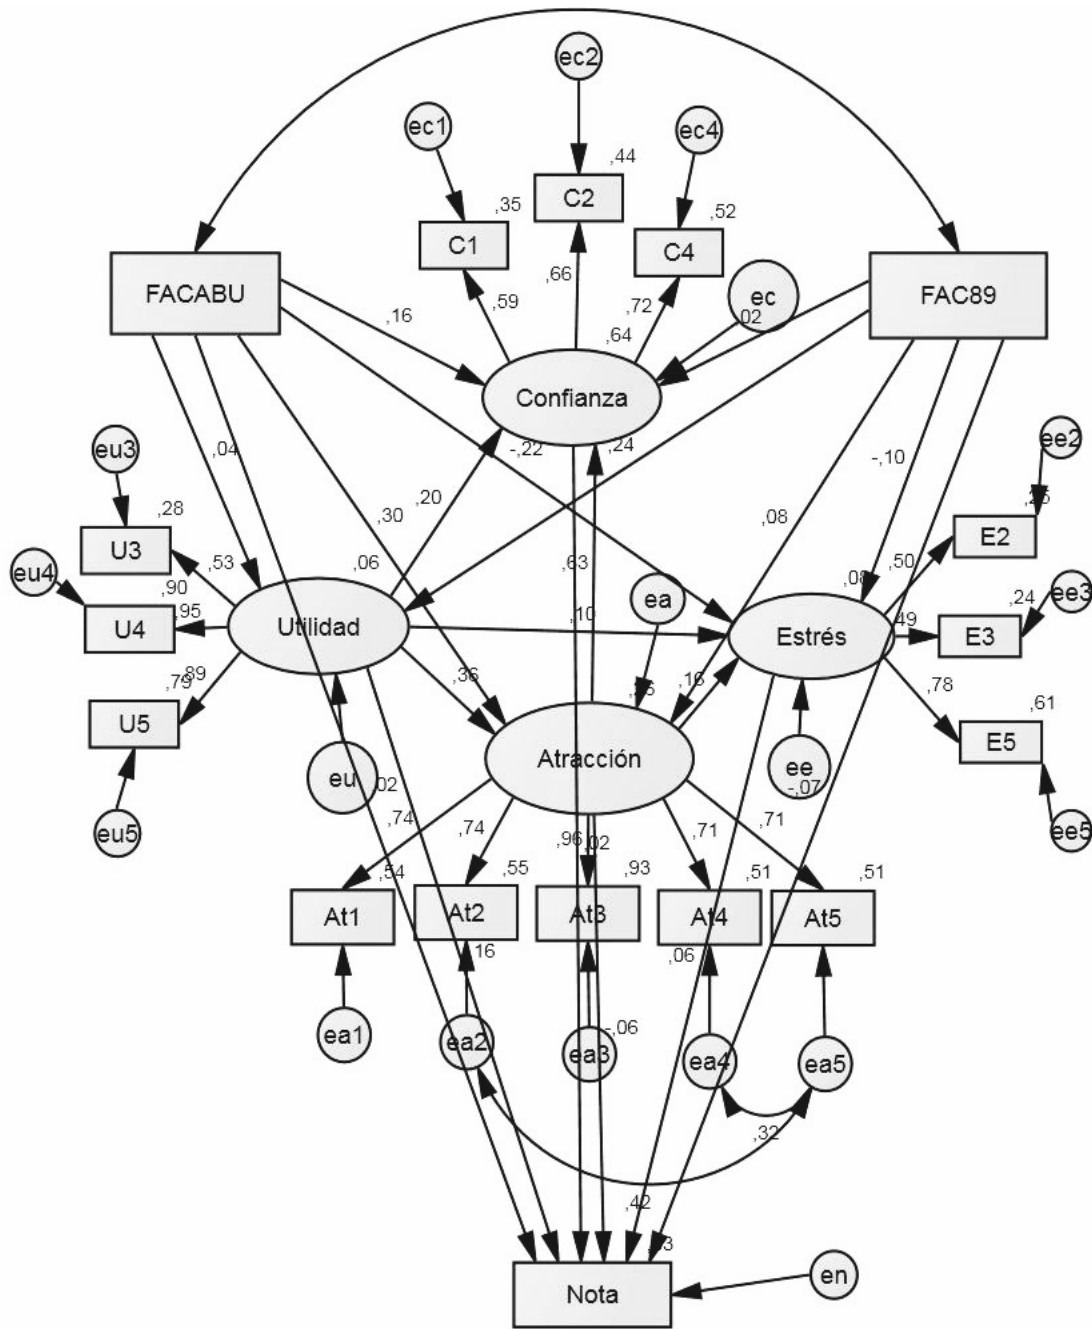 ec2
ec1
ec4
,44
C2
,35
,52
C1
C4
FACABU
FAC89
,66
ec
,59
,72
,16
,64
,02
Confianza
eu3
ee2
,04
-,22
,24
-,10
,20
,28
,25
U3
E2
,30
,08
eu4
,53
,06
,63
,08
,50
ee3
,90
,24
,95
ea
U4
Utilidad
,10
Estrés
,49
E3
,79
,89
,36
,16
,78
,61
U5
E5
Atracción
eu
,02
ee
-,07
eu5
ee5
,74
,74
,71
,71
,96
,02
,54
,55
,93
,51
,51
At1
At2
At3
At4
At5
,16
,06
ea1
ea2
-,06
ea3
ea4
ea5
,32
,42
en
Nota